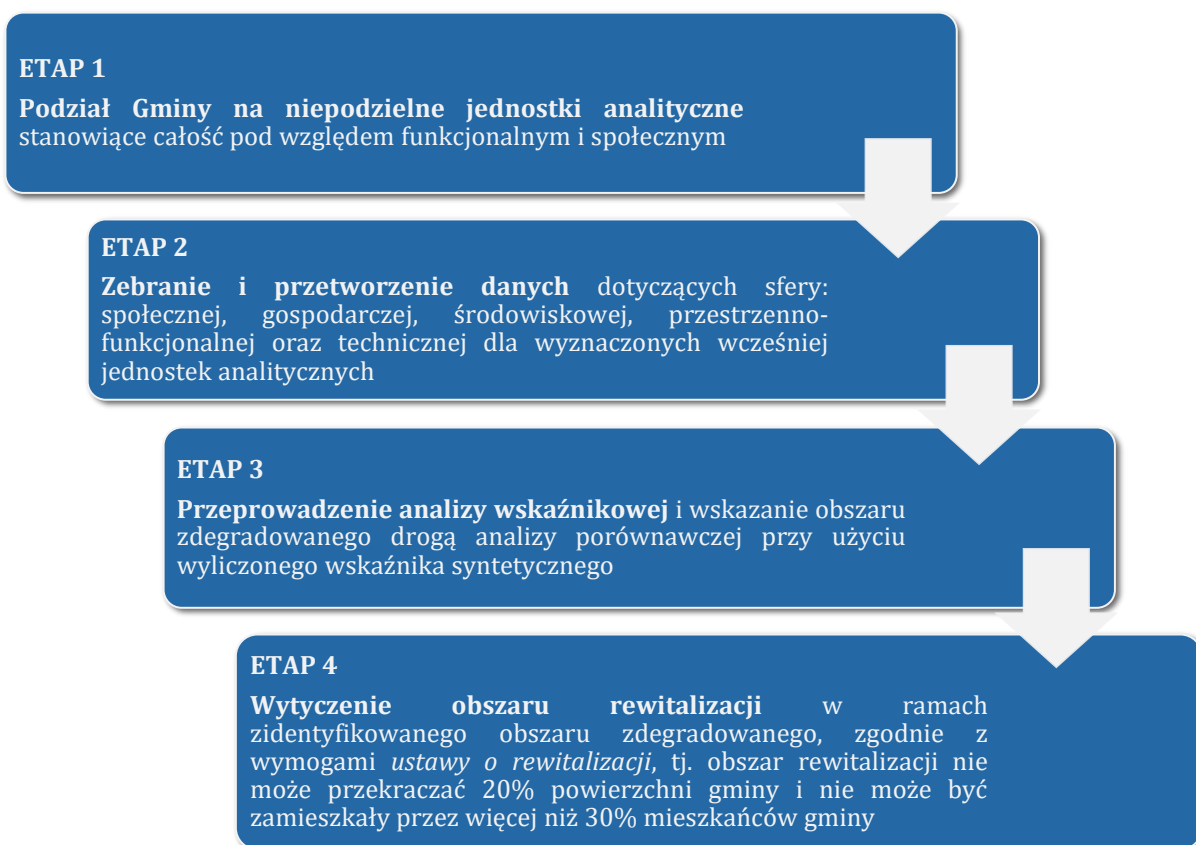 ETAP 1
Podział Gminy na niepodzielne jednostki analityczne
stanowiące całość pod względem funkcjonalnym i społecznym
ETAP 2
Zebranie i przetworzenie danych dotyczących sfery:
społecznej, gospodarczej, środowiskowej, przestrzenno-
funkcjonalnej oraz technicznej dla wyznaczonych wcześniej
jednostek analitycznych
ETAP 3
Przeprowadzenie analizy wskaźnikowej i wskazanie obszaru
zdegradowanego drogą analizy porównawczej przy użyciu
wyliczonego wskaźnika syntetycznego
ETAP 4
Wytyczenie obszaru rewitalizacji w ramach
zidentyfikowanego obszaru zdegradowanego, zgodnie z
wymogami ustawy o rewitalizacji, tj. obszar rewitalizacji nie
może przekraczać 20% powierzchni gminy i nie może być
zamieszkały przez więcej niż 30% mieszkańców gminy